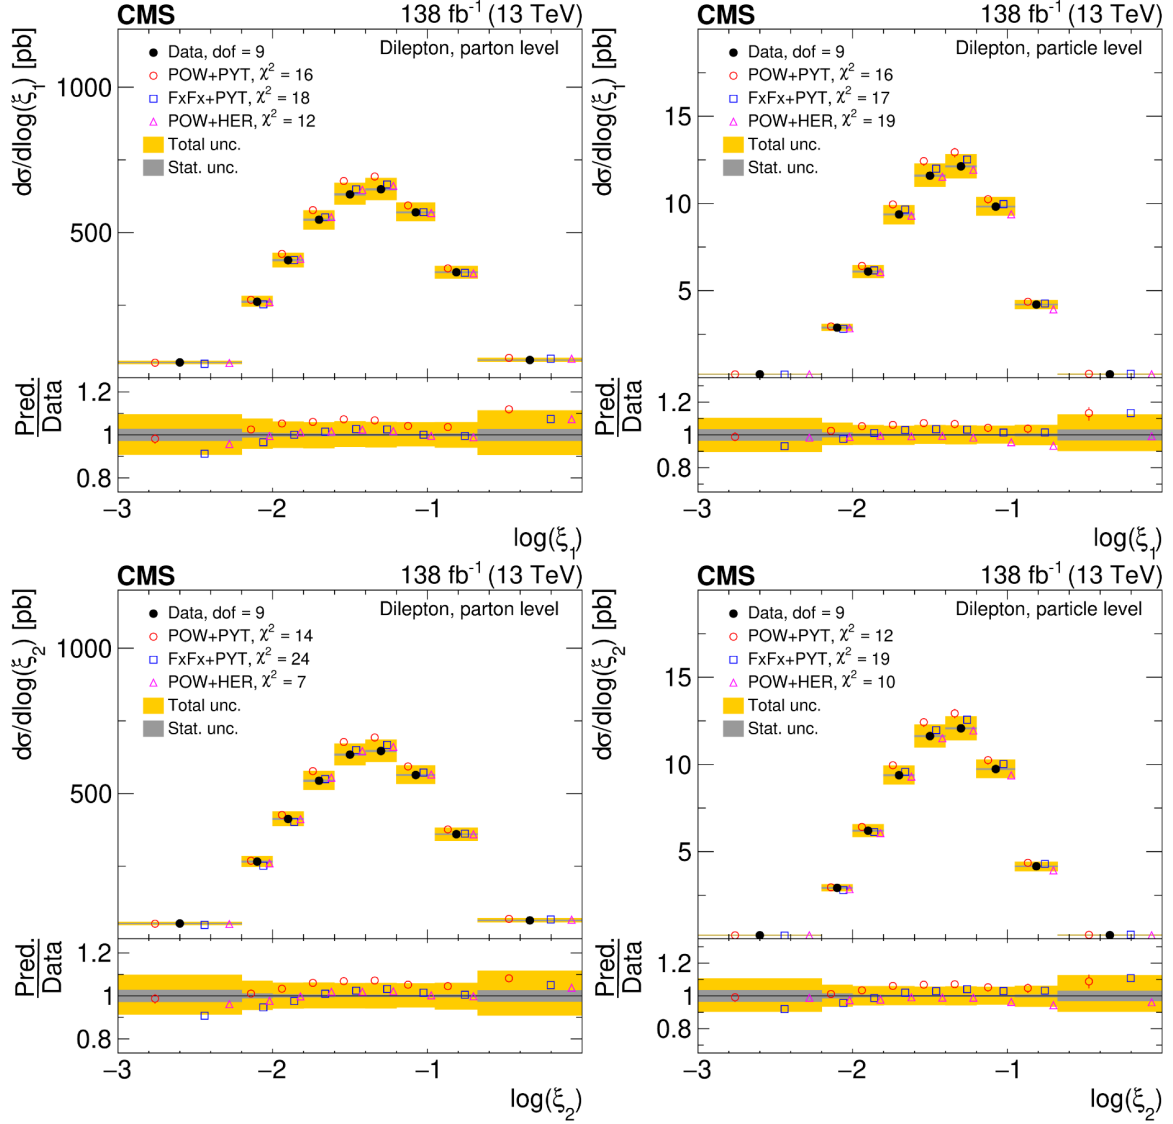 CMS 138 fb⁻¹ (13 TeV)
dσ/dlog(ξ₁) [pb]
Dilepton, parton level
Data, dof = 9
POW+PYT, χ² = 16
FxFx+PYT, χ² = 18
POW+HER, χ² = 12
Total unc.
Stat. unc.
1000
500
Pred.
Data
1.2
1
0.8
−3 −2 −1
log(ξ₁)
CMS 138 fb⁻¹ (13 TeV)
dσ/dlog(ξ₁) [pb]
Dilepton, particle level
Data, dof = 9
POW+PYT, χ² = 16
FxFx+PYT, χ² = 17
POW+HER, χ² = 19
Total unc.
Stat. unc.
15
10
5
Pred.
Data
1.2
1
0.8
−3 −2 −1
log(ξ₁)
CMS 138 fb⁻¹ (13 TeV)
dσ/dlog(ξ₂) [pb]
Dilepton, parton level
Data, dof = 9
POW+PYT, χ² = 14
FxFx+PYT, χ² = 24
POW+HER, χ² = 7
Total unc.
Stat. unc.
1000
500
Pred.
Data
1.2
1
0.8
−3 −2 −1
log(ξ₂)
CMS 138 fb⁻¹ (13 TeV)
dσ/dlog(ξ₂) [pb]
Dilepton, particle level
Data, dof = 9
POW+PYT, χ² = 12
FxFx+PYT, χ² = 19
POW+HER, χ² = 10
Total unc.
Stat. unc.
15
10
5
Pred.
Data
1.2
1
0.8
−3 −2 −1
log(ξ₂)